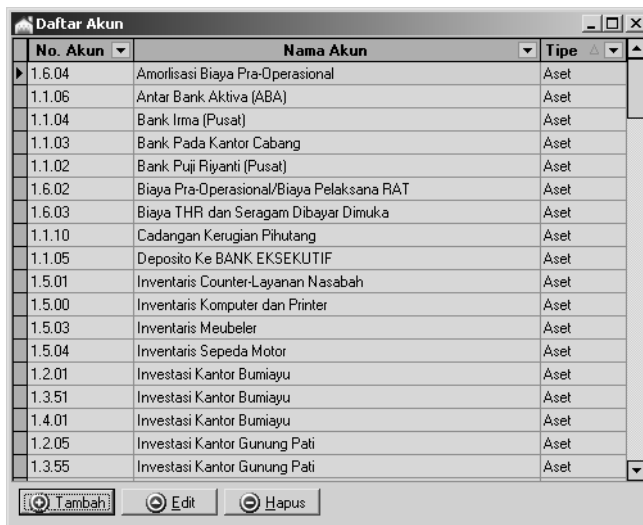 Daftar Akun
No. Akun Nama Akun Tipe
1.6.04 Amorlisasi Biaya Pra-Operasional Aset
1.1.06 Antar Bank Aktiva (ABA) Aset
1.1.04 Bank Irma (Pusat) Aset
1.1.03 Bank Pada Kantor Cabang Aset
1.1.02 Bank Puji Riyanti (Pusat) Aset
1.6.02 Biaya Pra-Operasional/Biaya Pelaksana RAT Aset
1.6.03 Biaya THR dan Seragam Dibayar Dimuka Aset
1.1.10 Cadangan Kerugian Pihutang Aset
1.1.05 Deposito Ke BANK EKSEKUTIF Aset
1.5.01 Inventaris Counter-Layanan Nasabah Aset
1.5.00 Inventaris Komputer dan Printer Aset
1.5.03 Inventaris Meubeler Aset
1.5.04 Inventaris Sepeda Motor Aset
1.2.01 Investasi Kantor Bumiayu Aset
1.3.51 Investasi Kantor Bumiayu Aset
1.4.01 Investasi Kantor Bumiayu Aset
1.2.05 Investasi Kantor Gunung Pati Aset
1.3.55 Investasi Kantor Gunung Pati Aset
Tambah Edit Hapus